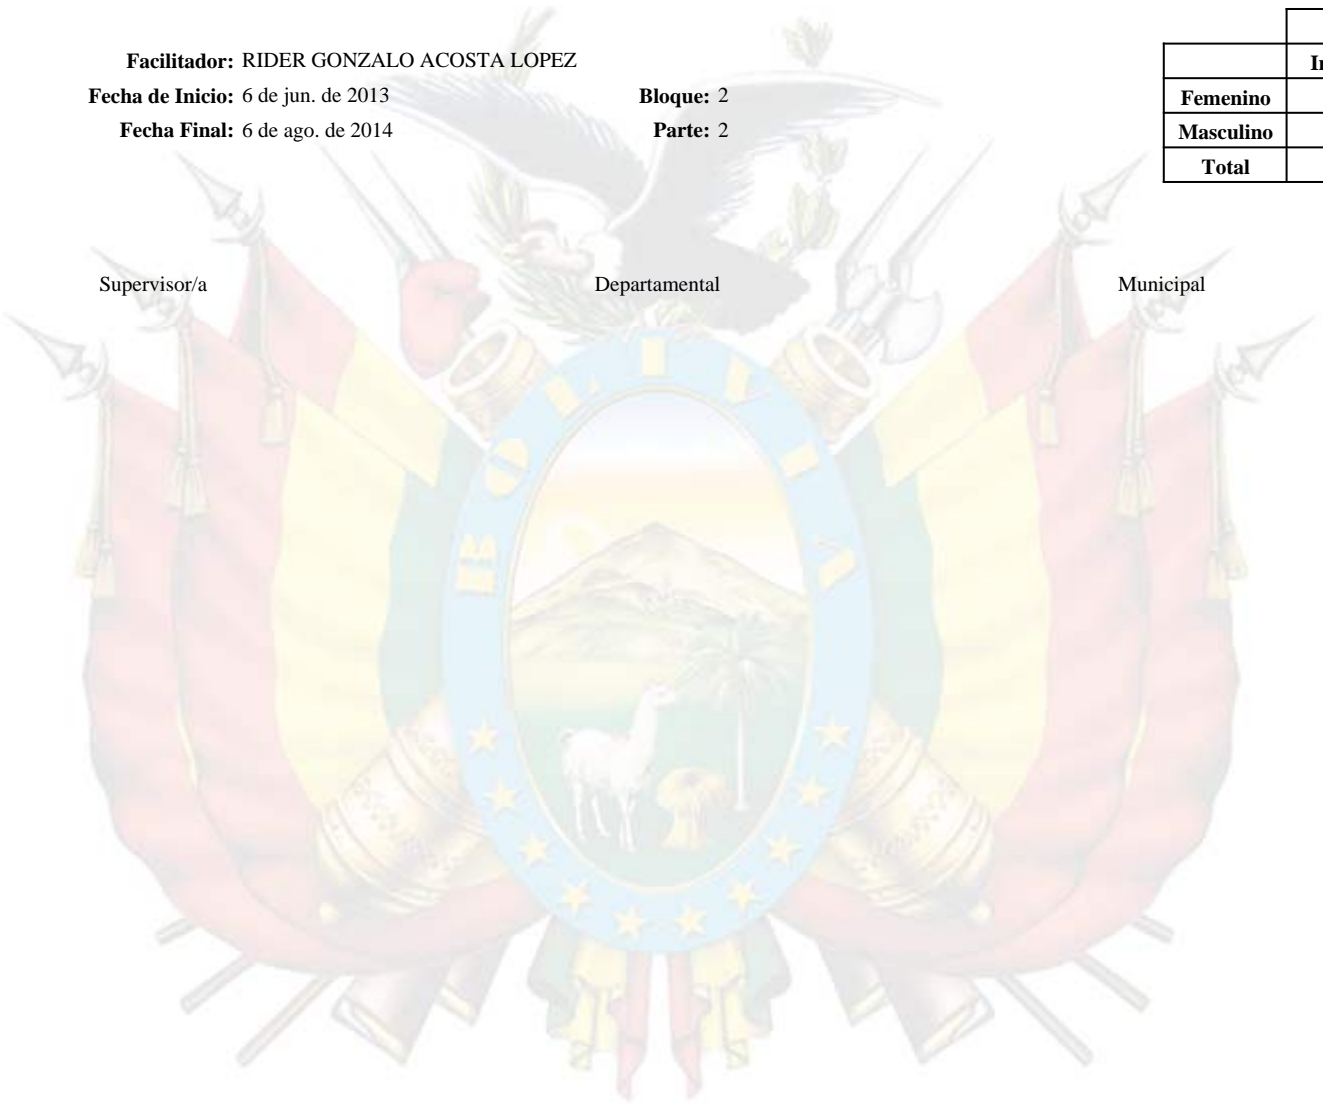 Facilitador: RIDER GONZALO ACOSTA LOPEZ
Fecha de Inicio: 6 de jun. de 2013 Bloque: 2
Fecha Final: 6 de ago. de 2014 Parte: 2
Femenino
Masculino
Total
Supervisor/a Departamental Municipal
BOLIVIA